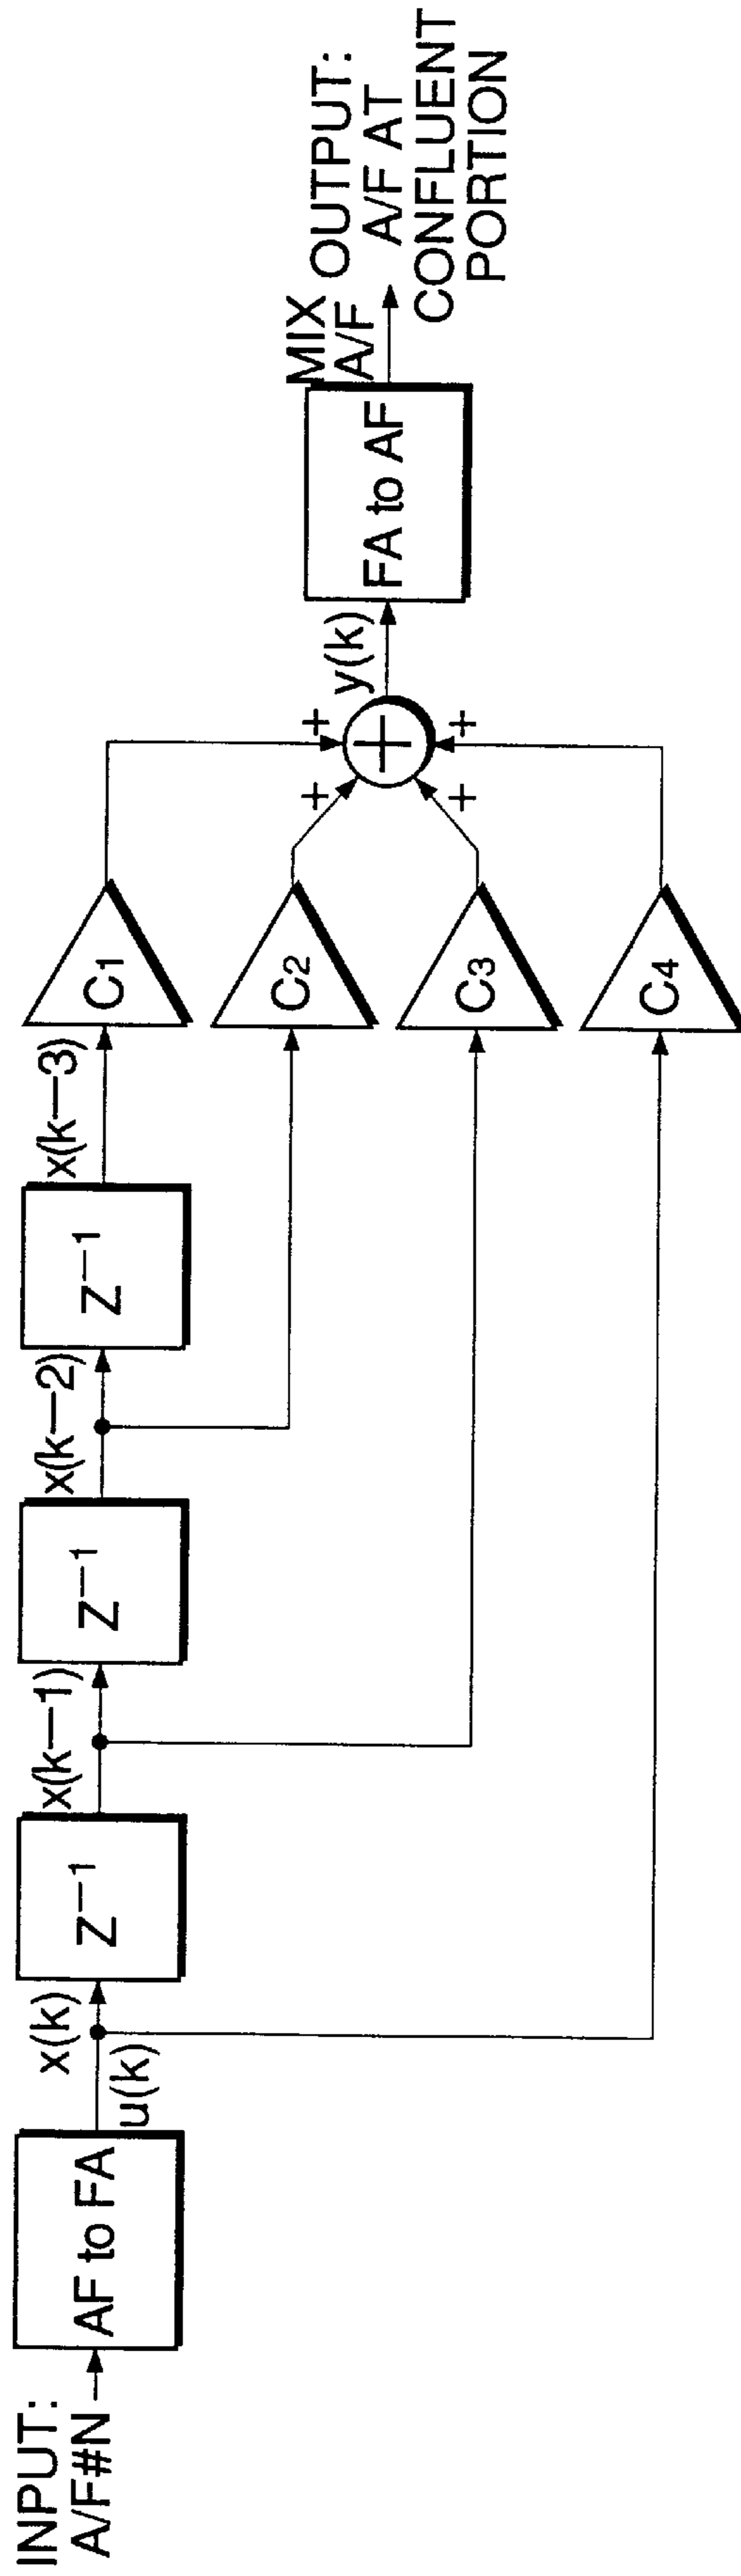 INPUT:
A/F#N
AF to FA
x(k)
u(k)
Z−1
x(k−1)
Z−1
x(k−2)
Z−1
x(k−3)
C1
C2
C3
C4
+
+
+
+
+
y(k)
FA to AF
MIX
A/F
OUTPUT:
A/F AT
CONFLUENT
PORTION